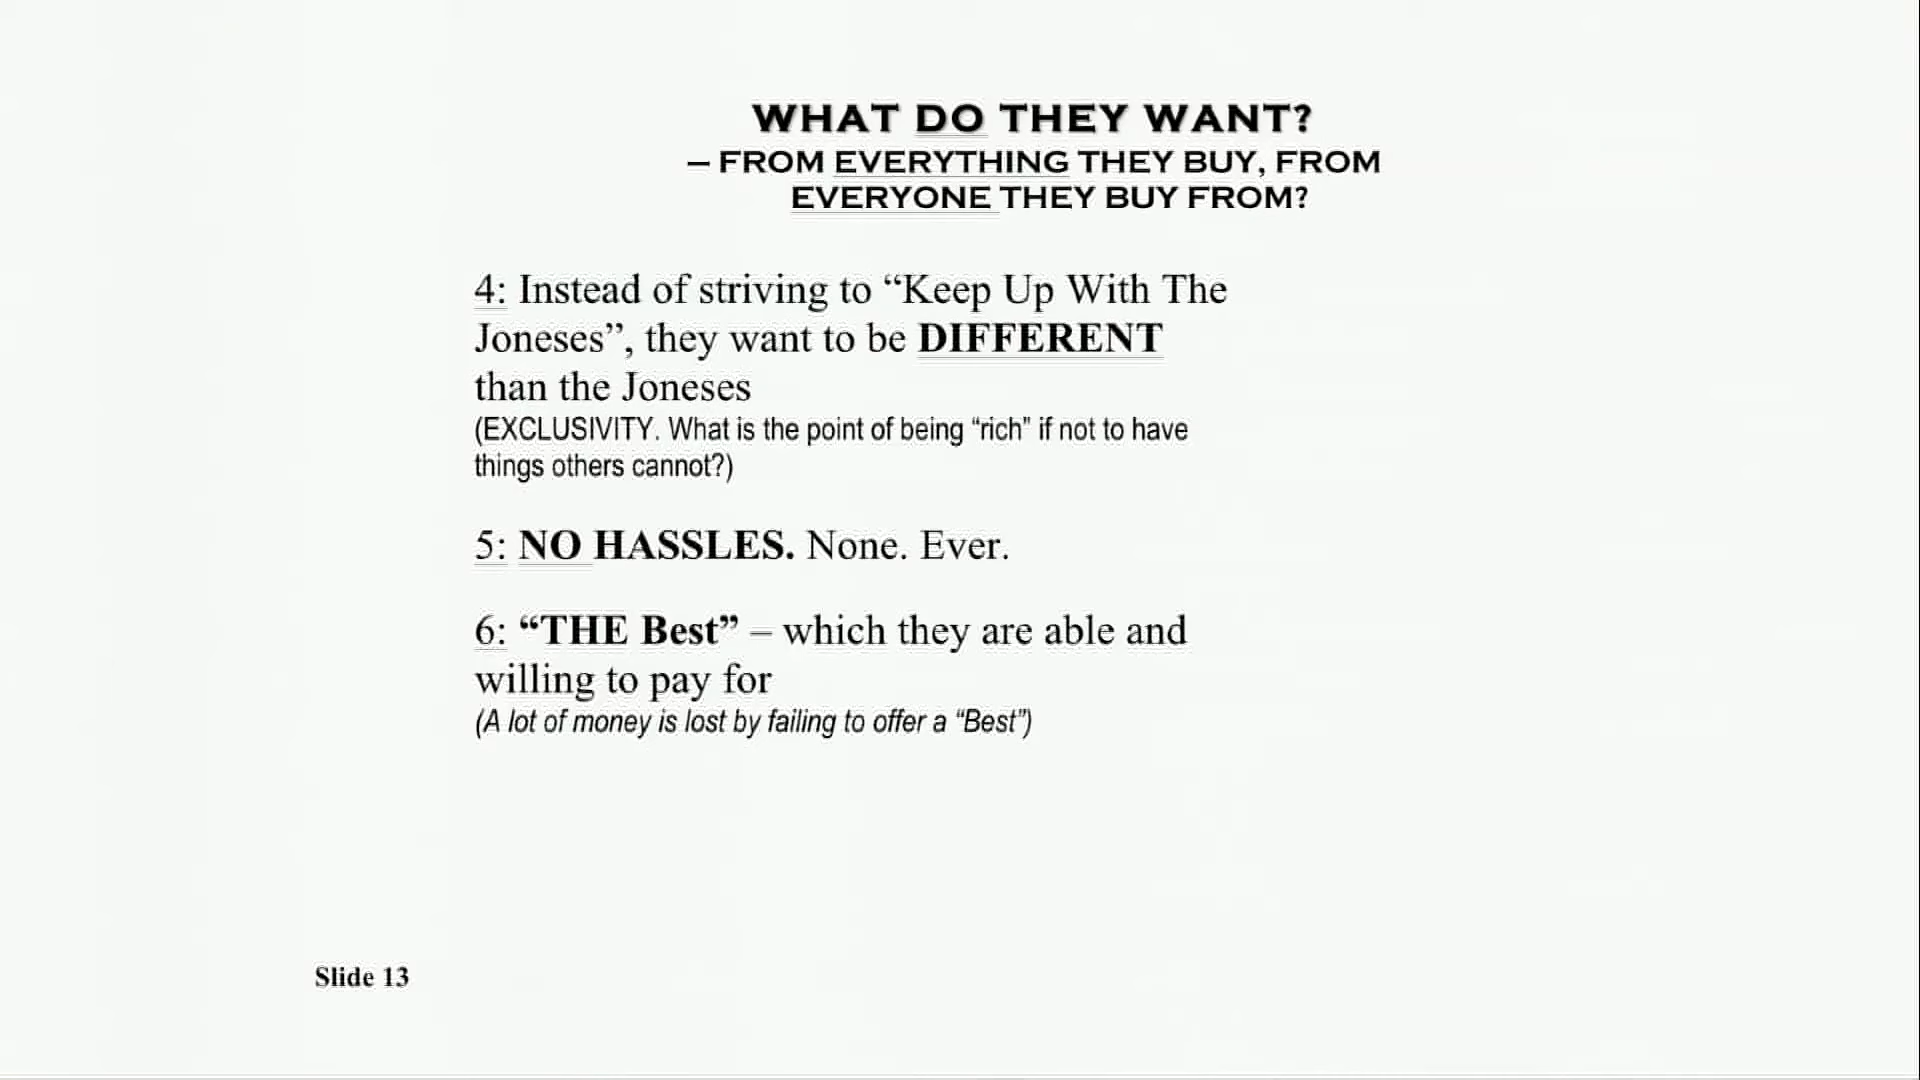 WHAT DO THEY WANT?
– FROM EVERYTHING THEY BUY, FROM
EVERYONE THEY BUY FROM?
4: Instead of striving to “Keep Up With The
Joneses”, they want to be DIFFERENT
than the Joneses
(EXCLUSIVITY. What is the point of being “rich” if not to have
things others cannot?)
5: NO HASSLES. None. Ever.
6: “THE Best” – which they are able and
willing to pay for
(A lot of money is lost by failing to offer a “Best”)
Slide 13